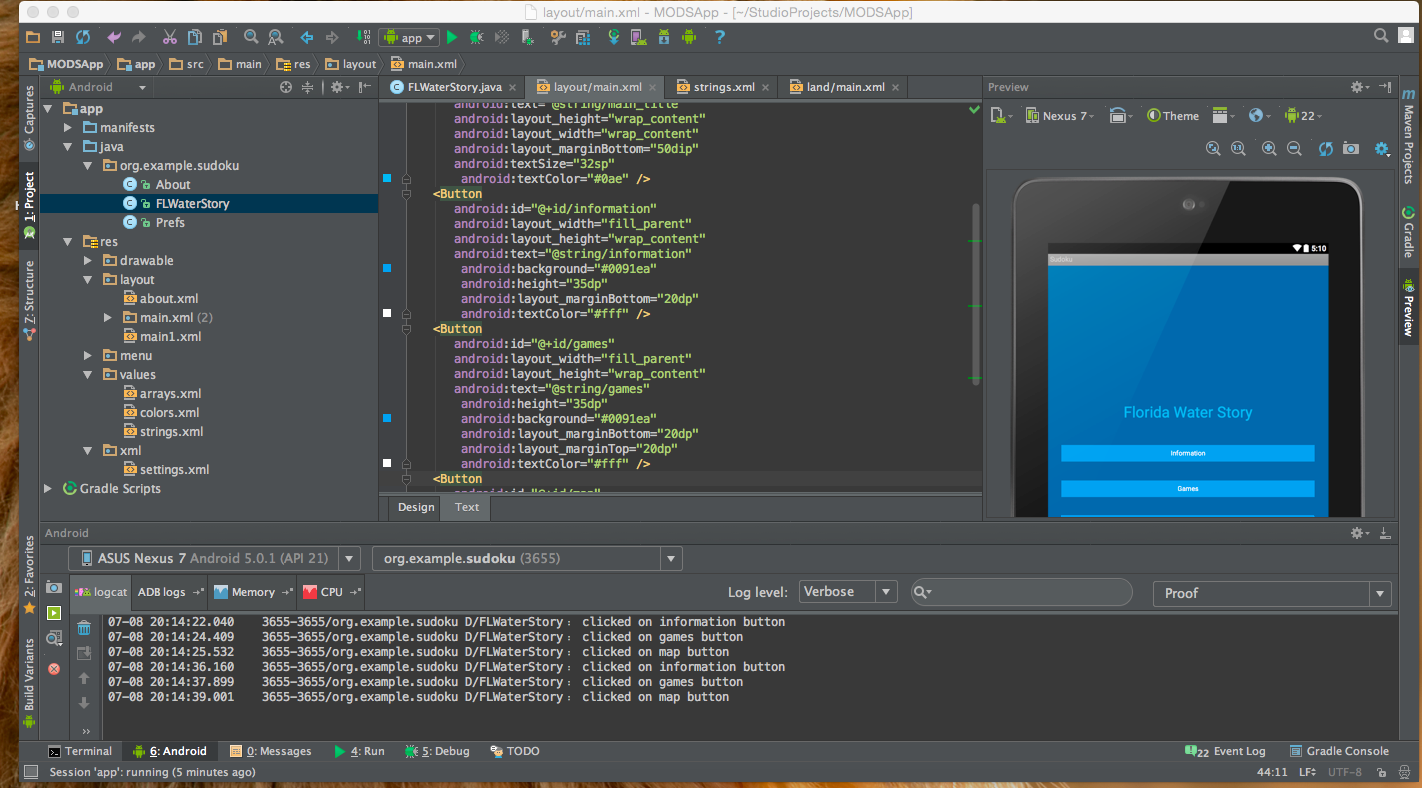 layout/main.xml - MODSApp - [~/StudioProjects/MODSApp]
app
MODSApp app src main res layout main.xml
Android
FLWaterStory.java layout/main.xml strings.xml land/main.xml
Preview
Captures
1: Project
Z: Structure
2: Favorites
Build Variants
app
manifests
java
org.example.sudoku
About
FLWaterStory
Prefs
res
drawable
layout
about.xml
main.xml (2)
main1.xml
menu
values
arrays.xml
colors.xml
strings.xml
xml
settings.xml
Gradle Scripts
android:text="@string/main_title"
android:layout_height="wrap_content"
android:layout_width="wrap_content"
android:layout_marginBottom="50dip"
android:textSize="32sp"
android:textColor="#0ae" />
<Button
android:id="@+id/information"
android:layout_width="fill_parent"
android:layout_height="wrap_content"
android:text="@string/information"
android:background="#0091ea"
android:height="35dp"
android:layout_marginBottom="20dp"
android:textColor="#fff" />
<Button
android:id="@+id/games"
android:layout_width="fill_parent"
android:layout_height="wrap_content"
android:text="@string/games"
android:height="35dp"
android:background="#0091ea"
android:layout_marginBottom="20dp"
android:layout_marginTop="20dp"
android:textColor="#fff" />
<Button
android:id="@+id/map"
Design Text
Nexus 7 Theme 22
5:10
Sudoku
Florida Water Story
Information
Games
m Maven Projects
Gradle
Preview
Android
ASUS Nexus 7 Android 5.0.1 (API 21) org.example.sudoku (3655)
logcat ADB logs Memory CPU Log level: Verbose Proof
07-08 20:14:22.040 3655-3655/org.example.sudoku D/FLWaterStory: clicked on information button
07-08 20:14:24.409 3655-3655/org.example.sudoku D/FLWaterStory: clicked on games button
07-08 20:14:25.532 3655-3655/org.example.sudoku D/FLWaterStory: clicked on map button
07-08 20:14:36.160 3655-3655/org.example.sudoku D/FLWaterStory: clicked on information button
07-08 20:14:37.899 3655-3655/org.example.sudoku D/FLWaterStory: clicked on games button
07-08 20:14:39.001 3655-3655/org.example.sudoku D/FLWaterStory: clicked on map button
Terminal 6: Android 0: Messages 4: Run 5: Debug TODO 22 Event Log Gradle Console
Session 'app': running (5 minutes ago) 44:11 LF UTF-8